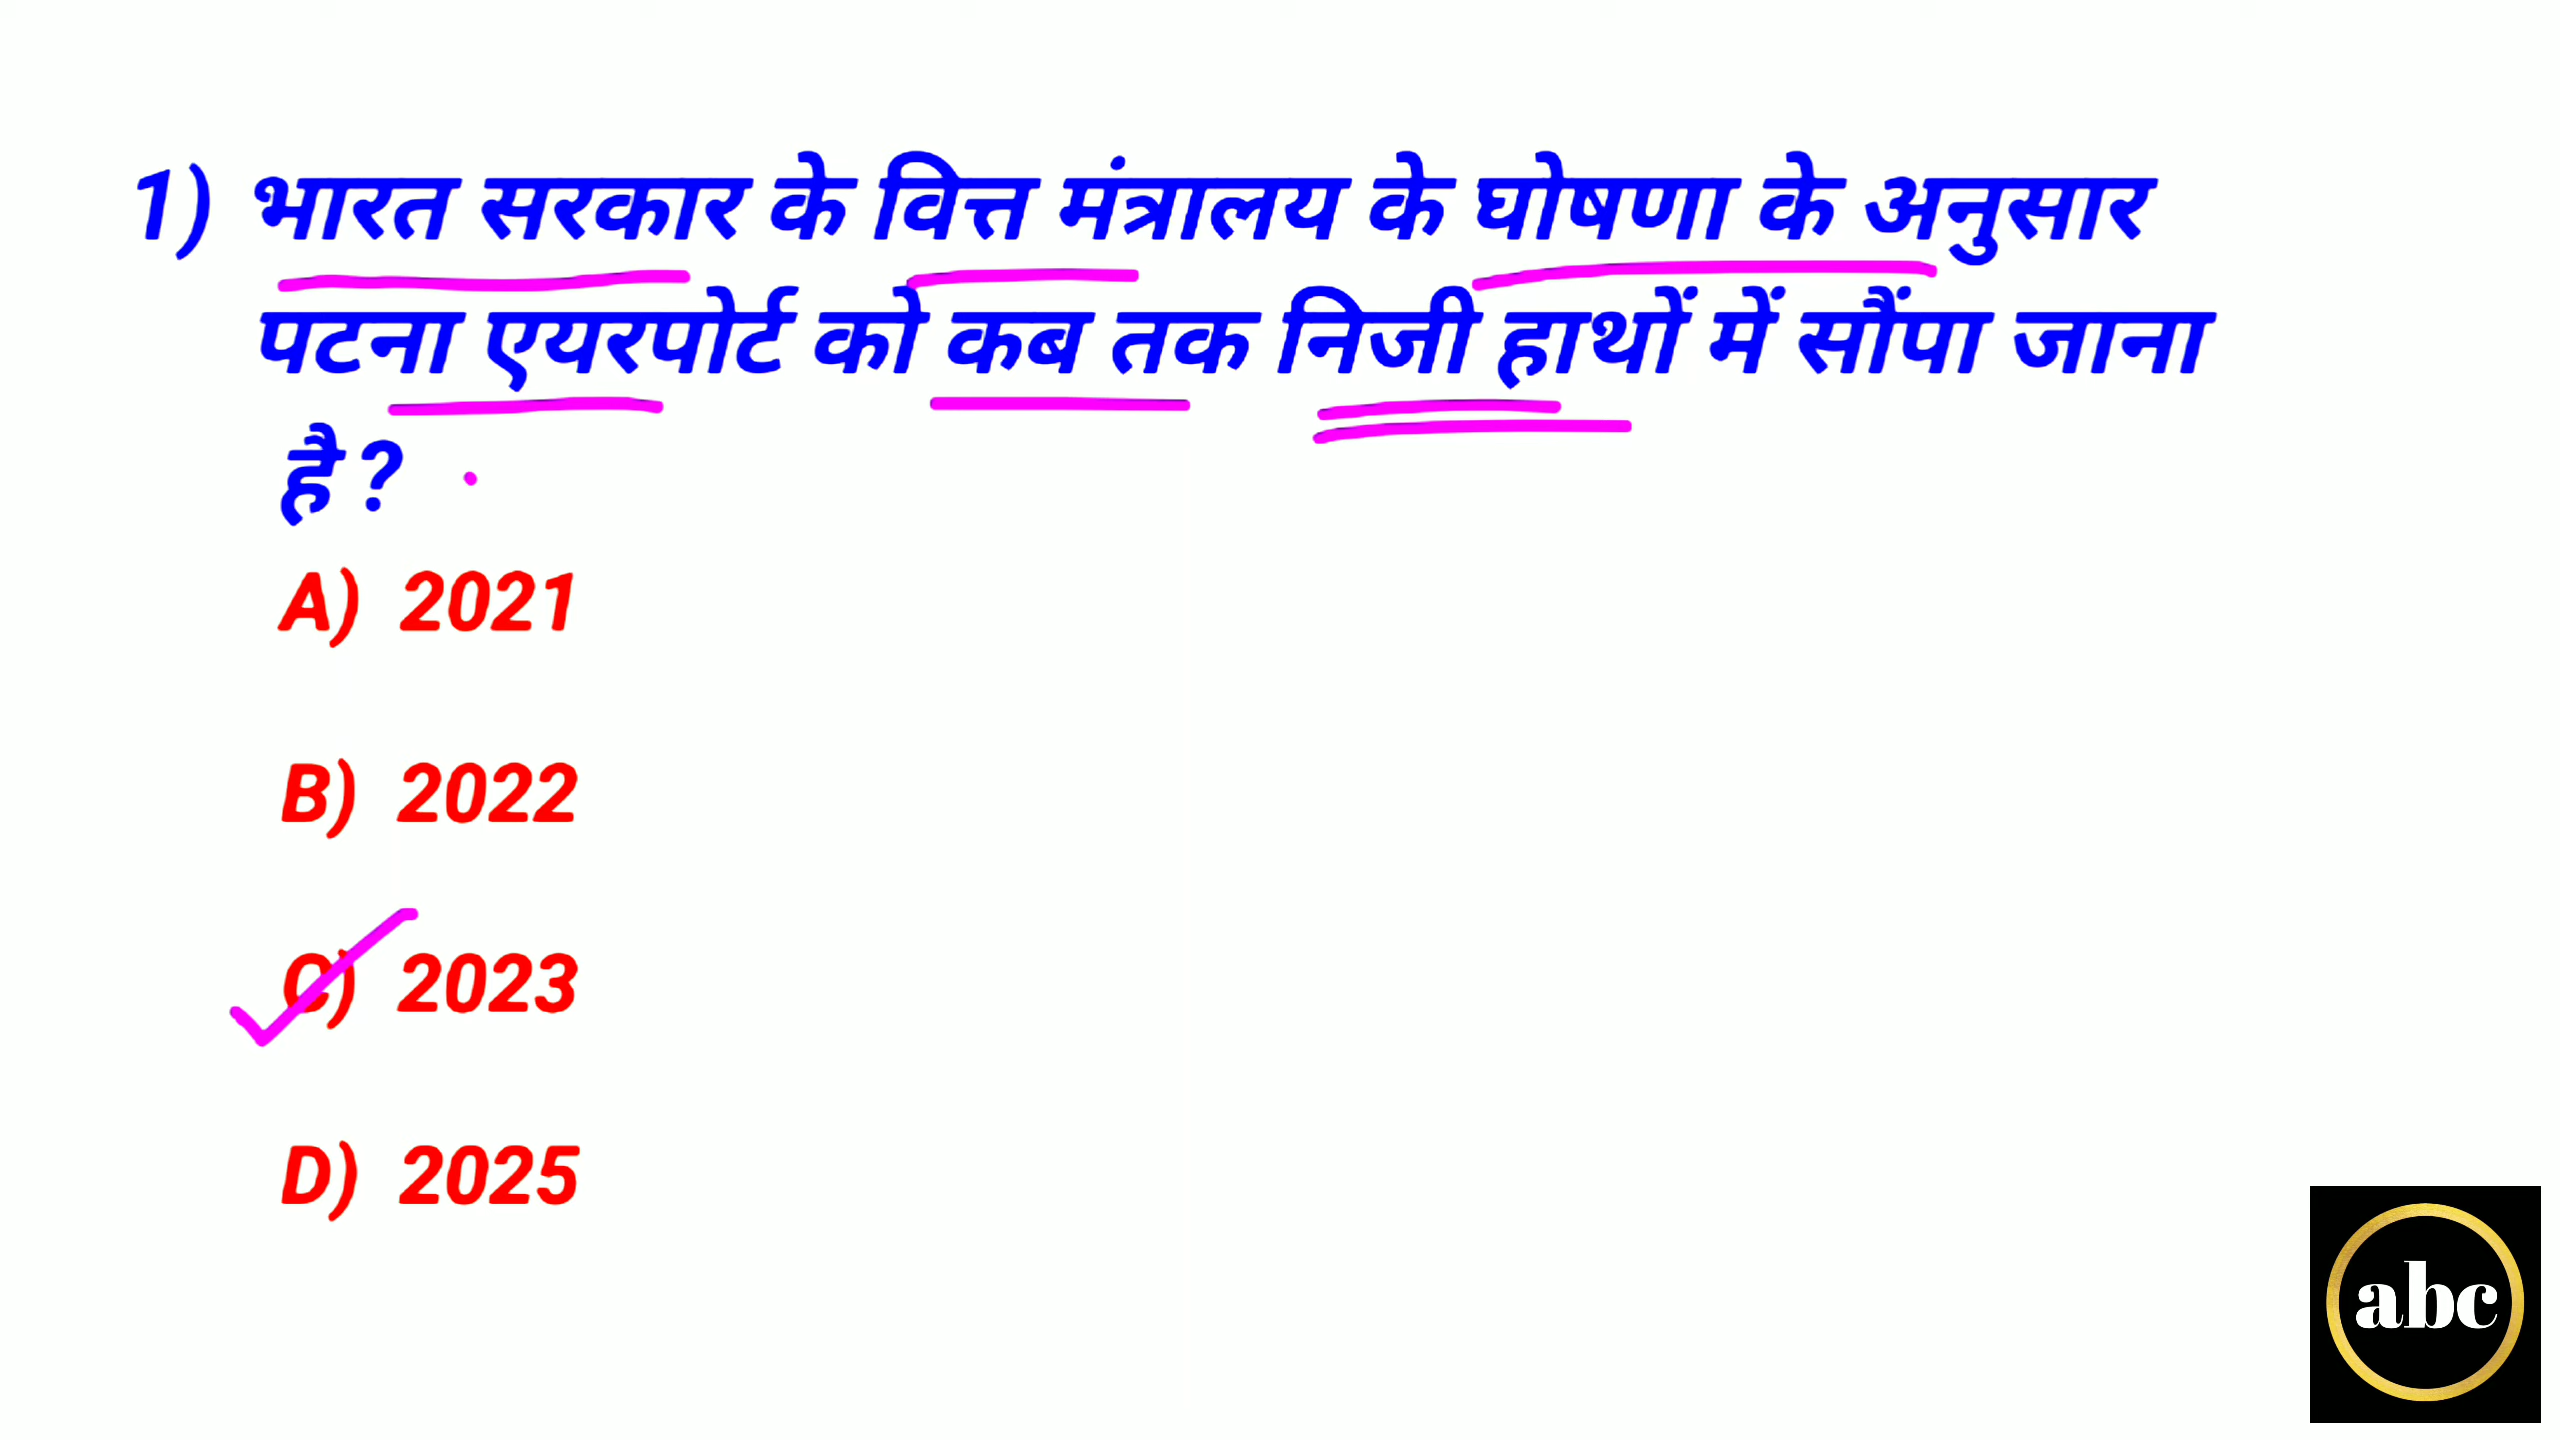 1) भारत सरकार के वित्त मंत्रालय के घोषणा के अनुसार
पटना एयरपोर्ट को कब तक निजी हाथों में सौंपा जाना
है ?
A) 2021
B) 2022
C) 2023
D) 2025
abc